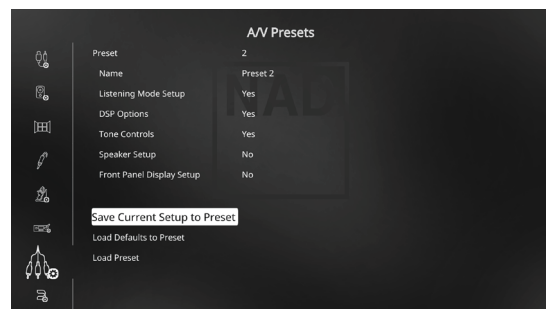 A/V Presets
Preset 2
Name Preset 2
Listening Mode Setup Yes
DSP Options Yes
Tone Controls Yes
Speaker Setup No
Front Panel Display Setup No
Save Current Setup to Preset
Load Defaults to Preset
Load Preset
NAD